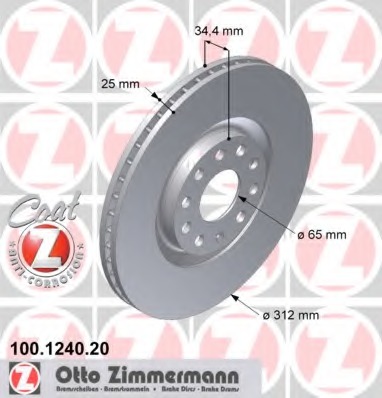 34,4 mm
25 mm
ø 65 mm
Coat
Z
ANTI-CORROSION
ø 312 mm
100.1240.20
Z
Otto Zimmermann
Bremsscheiben - Bremstrommeln • Brake Discs - Brake Drums